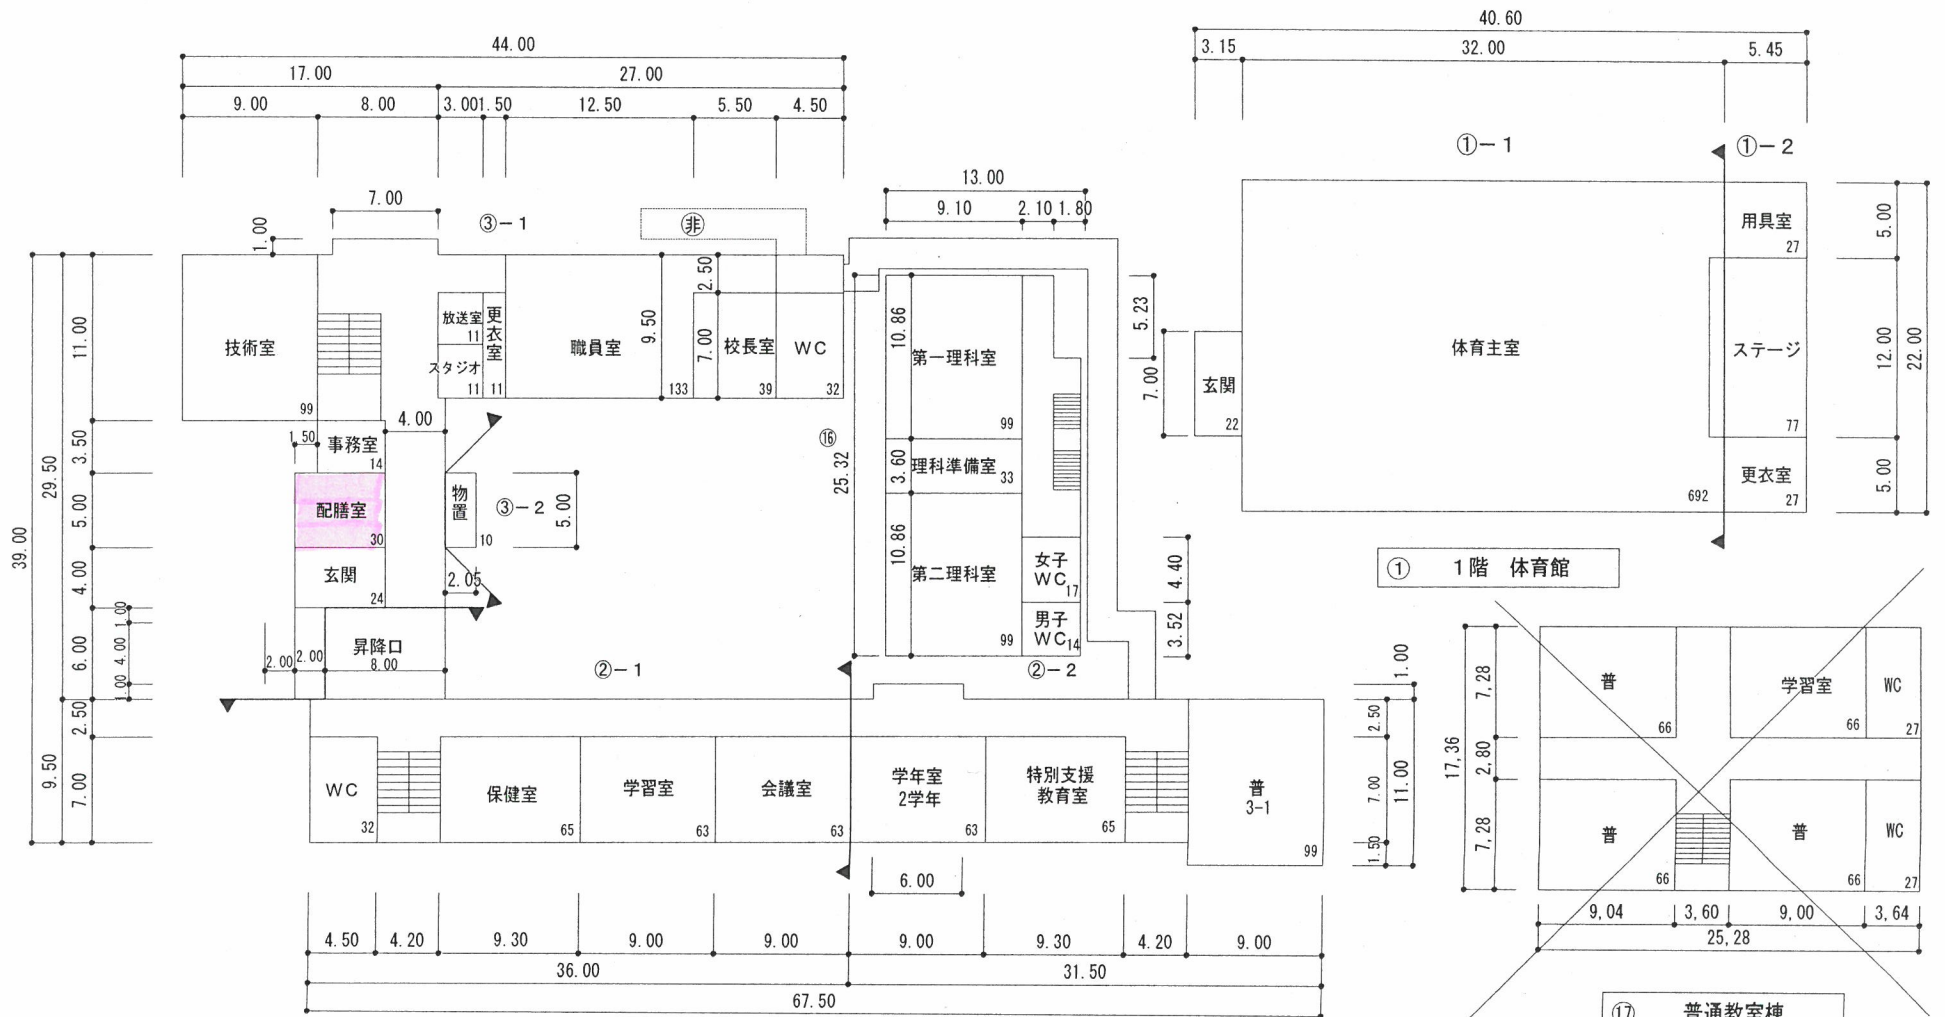 44.00
17.00
27.00
9.00
8.00
3.00
1.50
12.50
5.50
4.50
7.00
1.00
③-1
非
技術室
99
放送室
11
スタジオ
11
更衣室
11
職員室
9.50
133
2.50
7.00
校長室
39
WC
32
39.00
29.50
9.50
11.00
3.50
5.00
4.00
6.00
2.50
7.00
1.00
4.00
1.00
4.00
1.50
事務室
14
配膳室
30
玄関
24
物置
10
③-2
5.00
2.05
昇降口
2.00
2.00
8.00
②-1
②-2
13.00
9.10
2.10
1.80
⑯
25.32
10.86
第一理科室
99
3.60
理科準備室
33
10.86
第二理科室
99
女子
WC
17
男子
WC
14
5.23
4.40
3.52
WC
32
保健室
65
学習室
63
会議室
63
学年室
2学年
63
特別支援
教育室
65
普
3-1
99
1.00
2.50
7.00
1.50
11.00
6.00
4.50
4.20
9.30
9.00
9.00
9.00
9.30
4.20
9.00
36.00
31.50
67.50
40.60
3.15
32.00
5.45
①-1
①-2
体育主室
692
玄関
22
7.00
用具室
27
ステージ
77
更衣室
27
5.00
12.00
5.00
22.00
① 1階 体育館
普
66
学習室
66
WC
27
普
66
普
66
WC
27
17,36
7,28
2,80
7,28
9,04
3,60
9,00
3,64
25,28
⑰ 普通教室棟